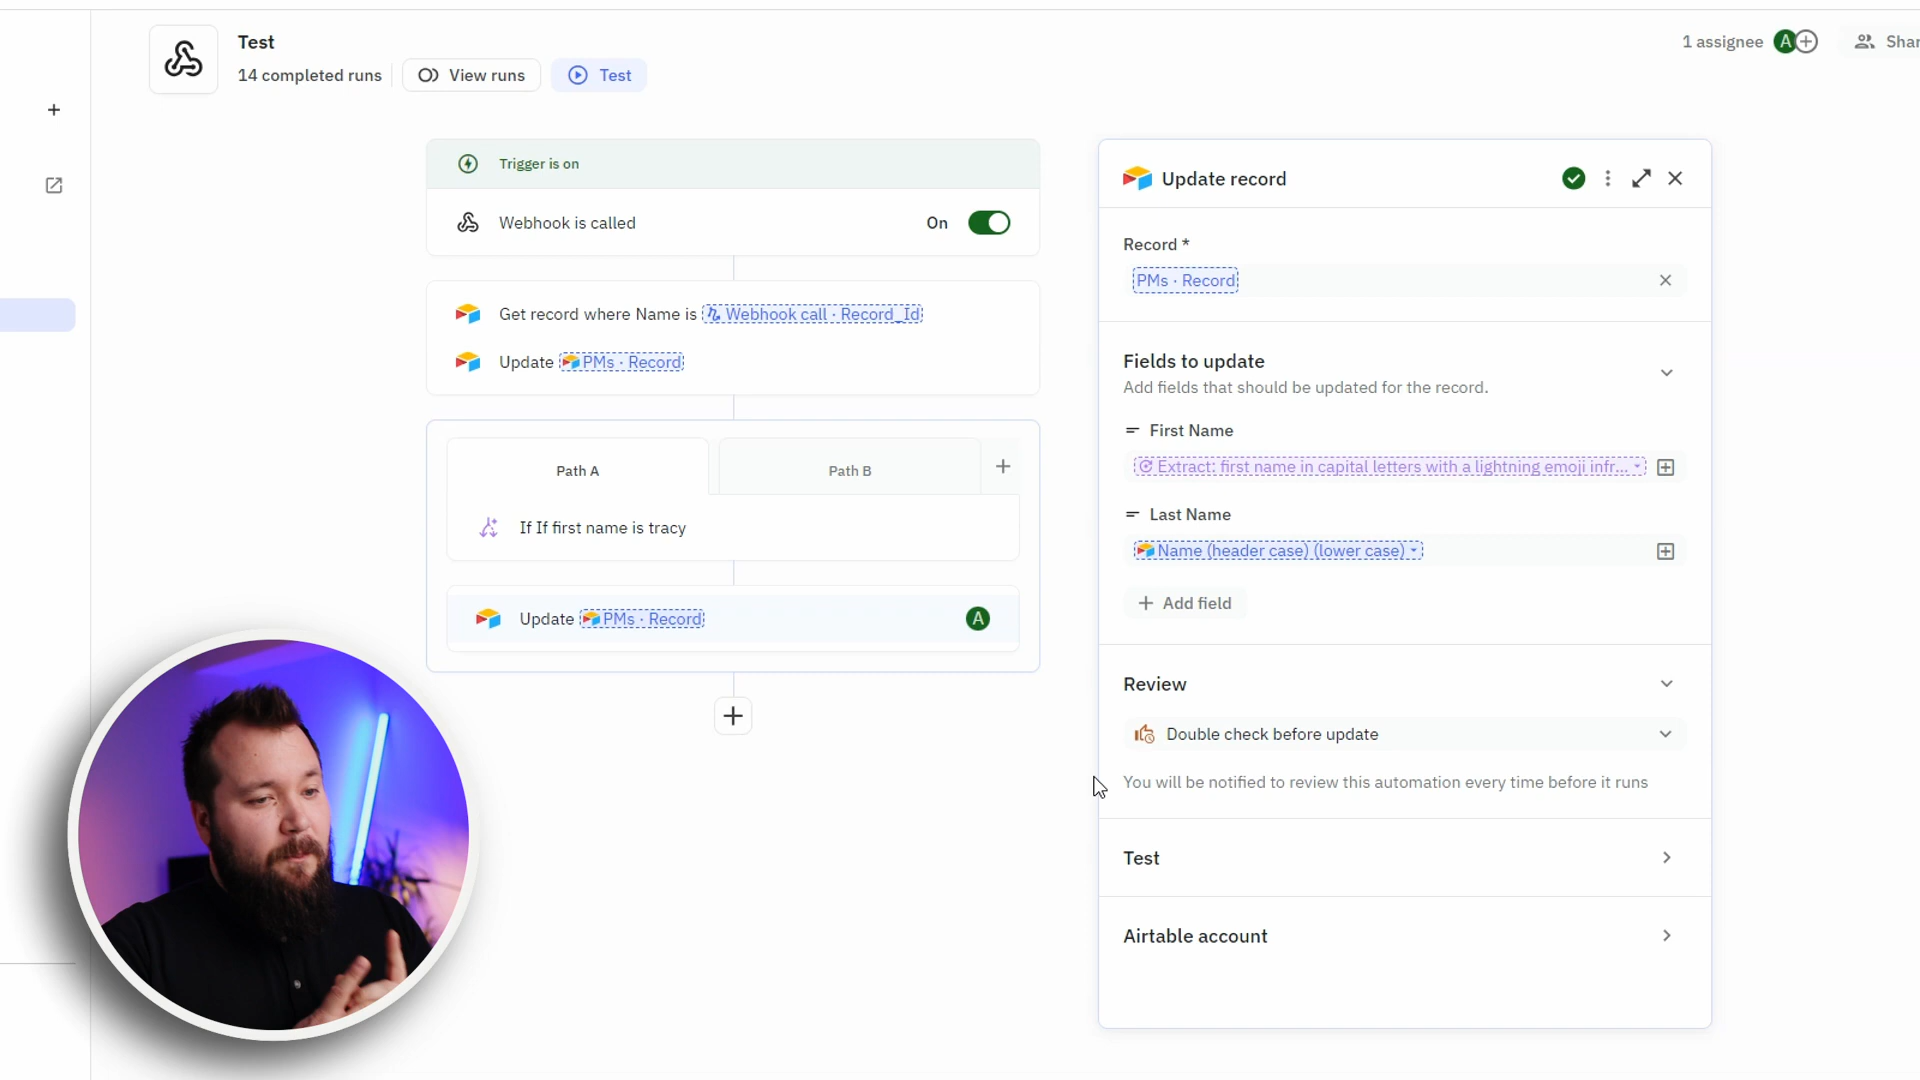 Test
14 completed runs
View runs
Test
1 assignee
A
Trigger is on
Webhook is called
On
Get record where Name is Webhook call · Record_Id
Update PMs · Record
Path A
Path B
If If first name is tracy
Update PMs · Record
A
Update record
Record *
PMs · Record
Fields to update
Add fields that should be updated for the record.
First Name
Extract: first name in capital letters with a lightning emoji infr...
Last Name
Name (header case) (lower case)
Add field
Review
Double check before update
You will be notified to review this automation every time before it runs
Test
Airtable account